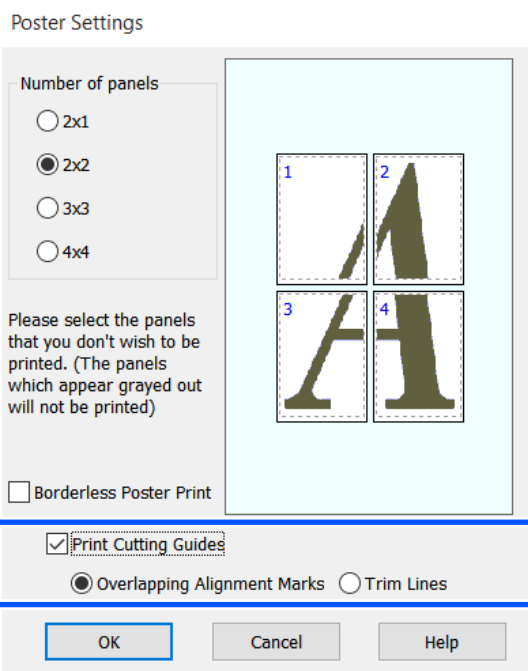 Poster Settings
Number of panels
2x1
2x2
3x3
4x4
1
2
3
4
Please select the panels
that you don't wish to be
printed. (The panels
which appear grayed out
will not be printed)
Borderless Poster Print
Print Cutting Guides
Overlapping Alignment Marks Trim Lines
OK Cancel Help